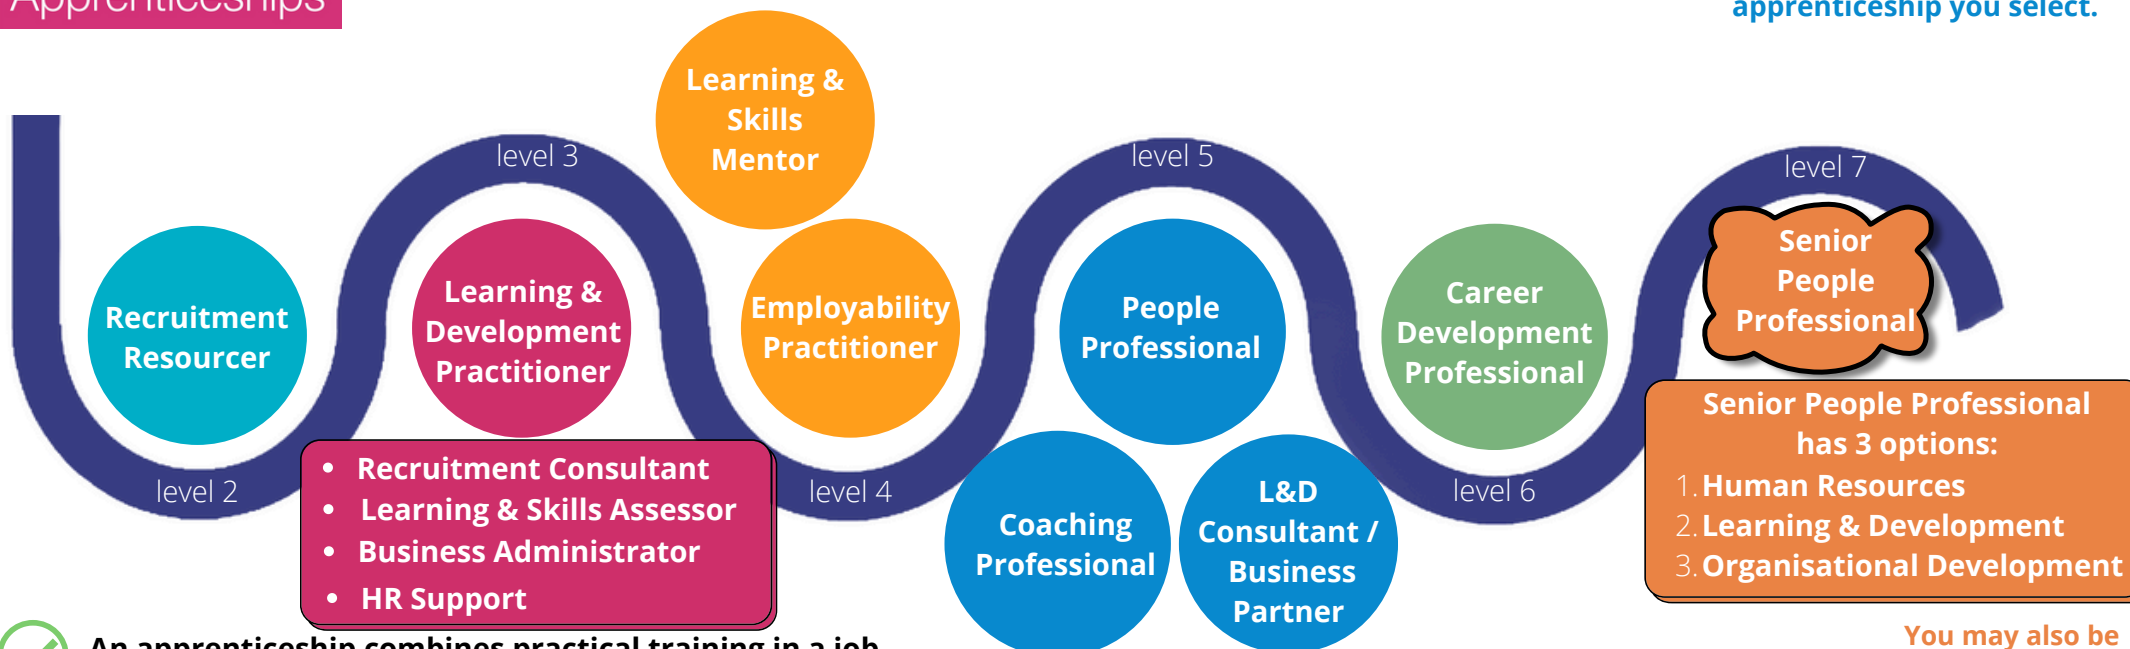 Apprenticeships
apprenticeship you select.
level 2
Recruitment
Resourcer
level 3
Learning &
Development
Practitioner
• Recruitment Consultant
• Learning & Skills Assessor
• Business Administrator
• HR Support
Learning &
Skills
Mentor
Employability
Practitioner
level 4
level 5
People
Professional
Coaching
Professional
L&D
Consultant /
Business
Partner
Career
Development
Professional
level 6
level 7
Senior
People
Professional
Senior People Professional
has 3 options:
1. Human Resources
2. Learning & Development
3. Organisational Development
An apprenticeship combines practical training in a job
You may also be